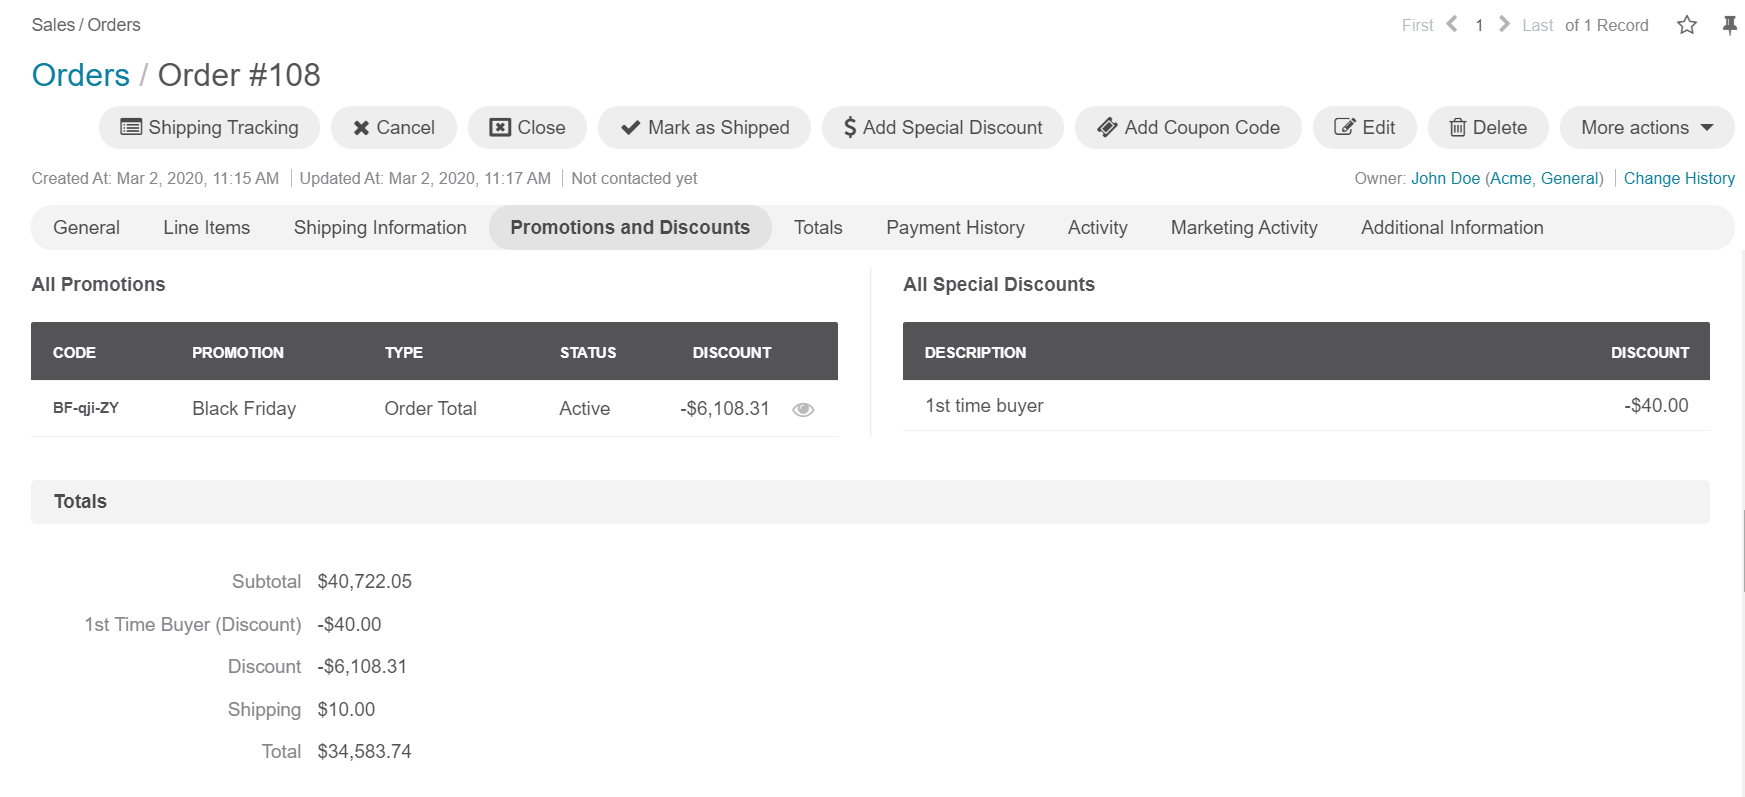 Sales / Orders
First 1 Last of 1 Record
Orders / Order #108
Shipping Tracking Cancel Close Mark as Shipped Add Special Discount Add Coupon Code Edit Delete More actions
Created At: Mar 2, 2020, 11:15 AM Updated At: Mar 2, 2020, 11:17 AM Not contacted yet Owner: John Doe (Acme, General) Change History
General Line Items Shipping Information Promotions and Discounts Totals Payment History Activity Marketing Activity Additional Information
All Promotions
CODE PROMOTION TYPE STATUS DISCOUNT
BF-qji-ZY Black Friday Order Total Active -$6,108.31
All Special Discounts
DESCRIPTION DISCOUNT
1st time buyer -$40.00
Totals
Subtotal $40,722.05
1st Time Buyer (Discount) -$40.00
Discount -$6,108.31
Shipping $10.00
Total $34,583.74